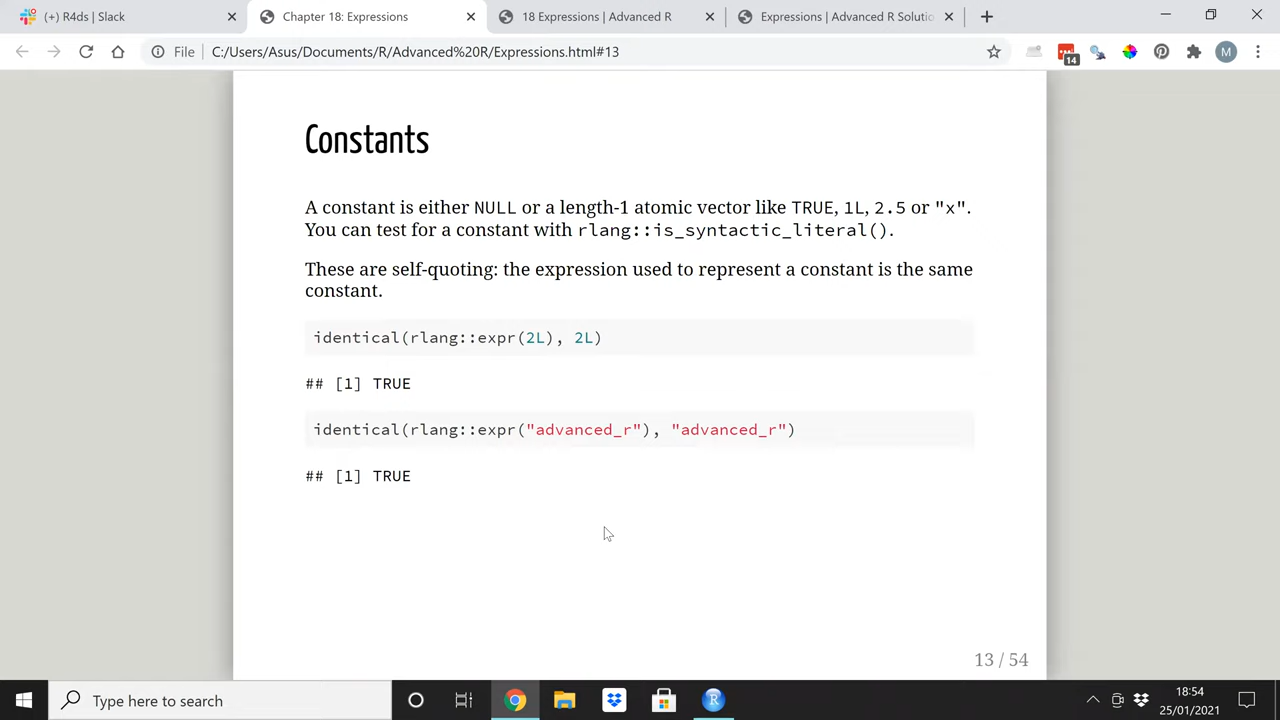 (+) R4ds | Slack
Chapter 18: Expressions
18 Expressions | Advanced R
Expressions | Advanced R Solutio
File
C:/Users/Asus/Documents/R/Advanced%20R/Expressions.html#13
14
M
Constants
A constant is either NULL or a length-1 atomic vector like TRUE, 1L, 2.5 or "x".
You can test for a constant with rlang::is_syntactic_literal().
These are self-quoting: the expression used to represent a constant is the same
constant.
identical(rlang::expr(2L), 2L)
## [1] TRUE
identical(rlang::expr("advanced_r"), "advanced_r")
## [1] TRUE
13 / 54
Type here to search
R
18:54
25/01/2021